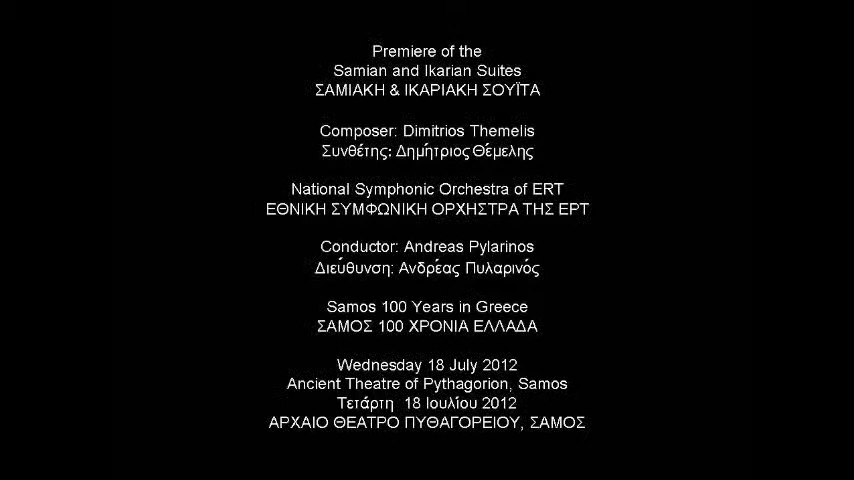 Premiere of the
Samian and Ikarian Suites
ΣΑΜΙΑΚΗ & ΙΚΑΡΙΑΚΗ ΣΟΥΪΤΑ
Composer: Dimitrios Themelis
Συνθέτης: Δημήτριος Θέμελης
National Symphonic Orchestra of ERT
ΕΘΝΙΚΗ ΣΥΜΦΩΝΙΚΗ ΟΡΧΗΣΤΡΑ ΤΗΣ ΕΡΤ
Conductor: Andreas Pylarinos
Διεύθυνση: Ανδρέας Πυλαρινός
Samos 100 Years in Greece
ΣΑΜΟΣ 100 ΧΡΟΝΙΑ ΕΛΛΑΔΑ
Wednesday 18 July 2012
Ancient Theatre of Pythagorion, Samos
Τετάρτη 18 Ιουλίου 2012
ΑΡΧΑΙΟ ΘΕΑΤΡΟ ΠΥΘΑΓΟΡΕΙΟΥ, ΣΑΜΟΣ